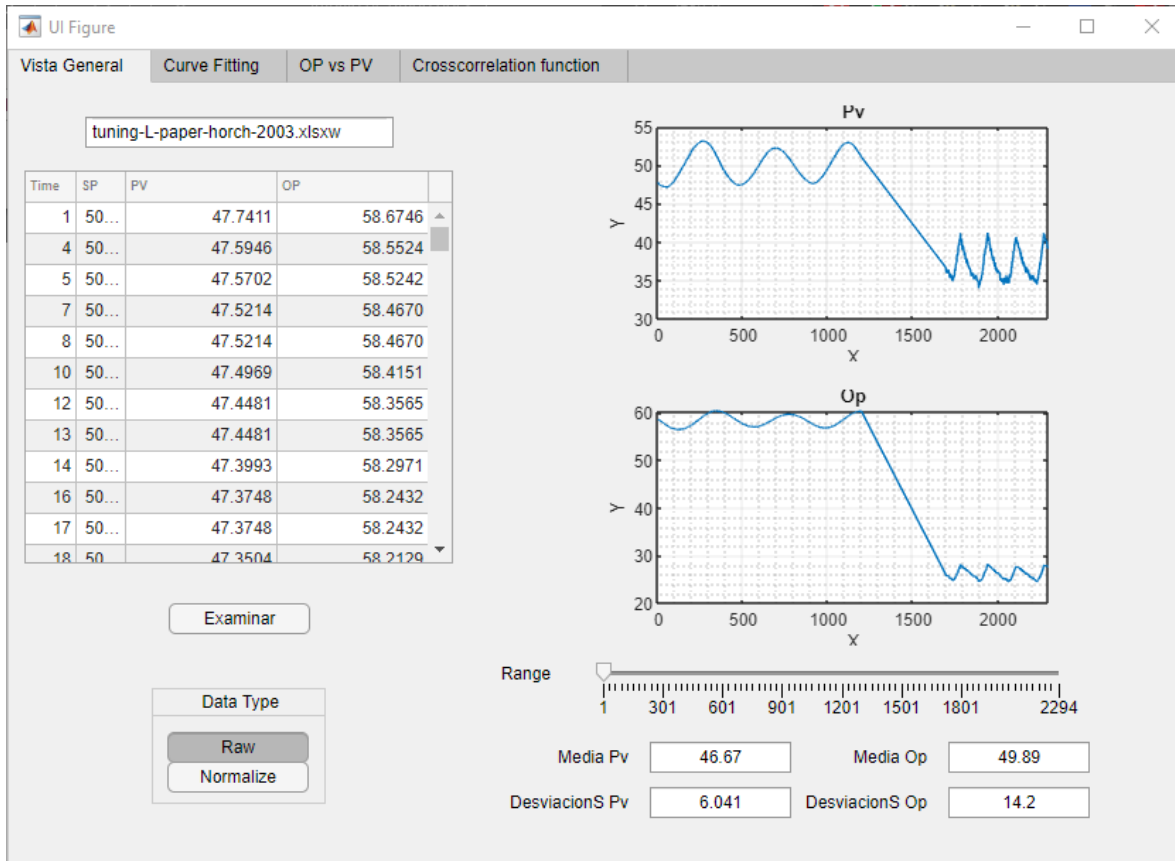 UI Figure
Vista General Curve Fitting OP vs PV Crosscorrelation function
tuning-L-paper-horch-2003.xlsxw
Time SP PV OP
1 50... 47.7411 58.6746
4 50... 47.5946 58.5524
5 50... 47.5702 58.5242
7 50... 47.5214 58.4670
8 50... 47.5214 58.4670
10 50... 47.4969 58.4151
12 50... 47.4481 58.3565
13 50... 47.4481 58.3565
14 50... 47.3993 58.2971
16 50... 47.3748 58.2432
17 50... 47.3748 58.2432
18 50 47.3504 58.2129
Examinar
Data Type
Raw
Normalize
Pv
55
50
45
40
35
30
Y
0 500 1000 1500 2000
X
Op
60
50
40
30
20
Y
0 500 1000 1500 2000
X
Range
1 301 601 901 1201 1501 1801 2294
Media Pv 46.67 Media Op 49.89
DesviacionS Pv 6.041 DesviacionS Op 14.2